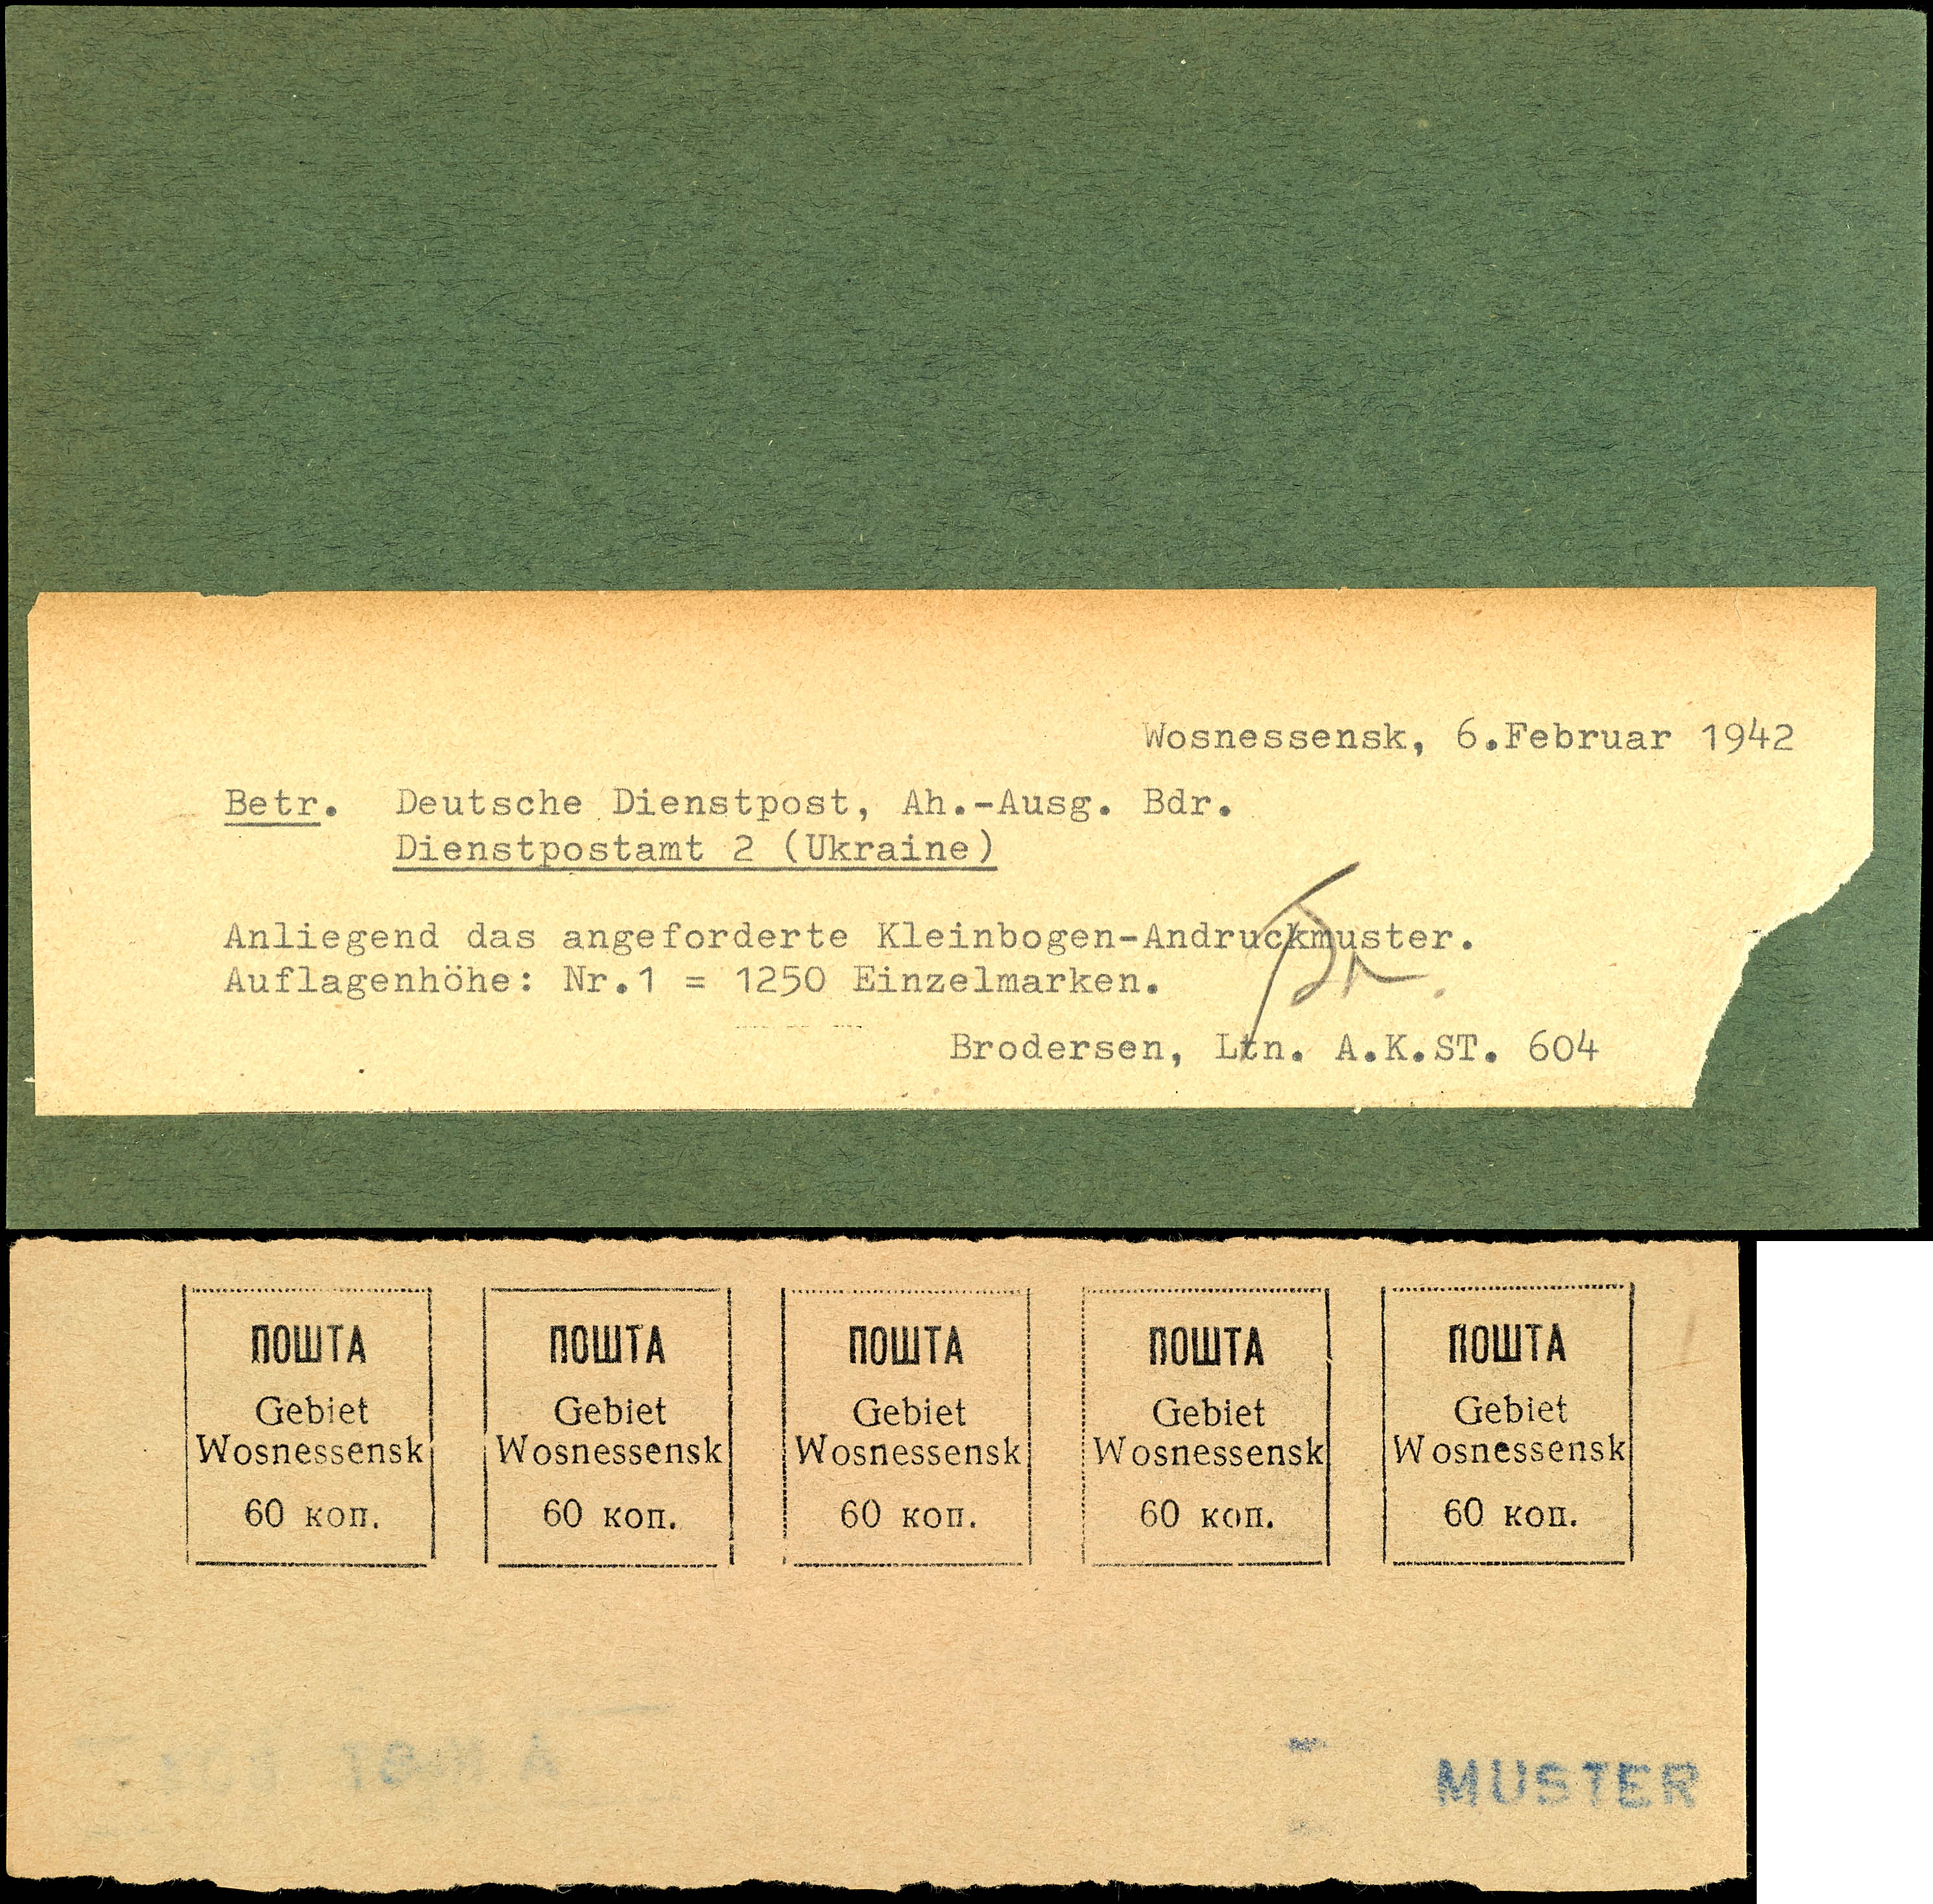 Wosnessensk, 6.Februar 1942
Betr. Deutsche Dienstpost, Ah.-Ausg. Bdr.
Dienstpostamt 2 (Ukraine)
Anliegend das angeforderte Kleinbogen-Andruckmuster.
Auflagenhöhe: Nr.1 = 1250 Einzelmarken.
Brodersen, Ltn. A.K.ST. 604
ПОШТА ПОШТА ПОШТА ПОШТА ПОШТА
Gebiet Gebiet Gebiet Gebiet Gebiet
Wosnessensk Wosnessensk Wosnessensk Wosnessensk Wosnessensk
60 коп. 60 коп. 60 коп. 60 коп. 60 коп.
MUSTER